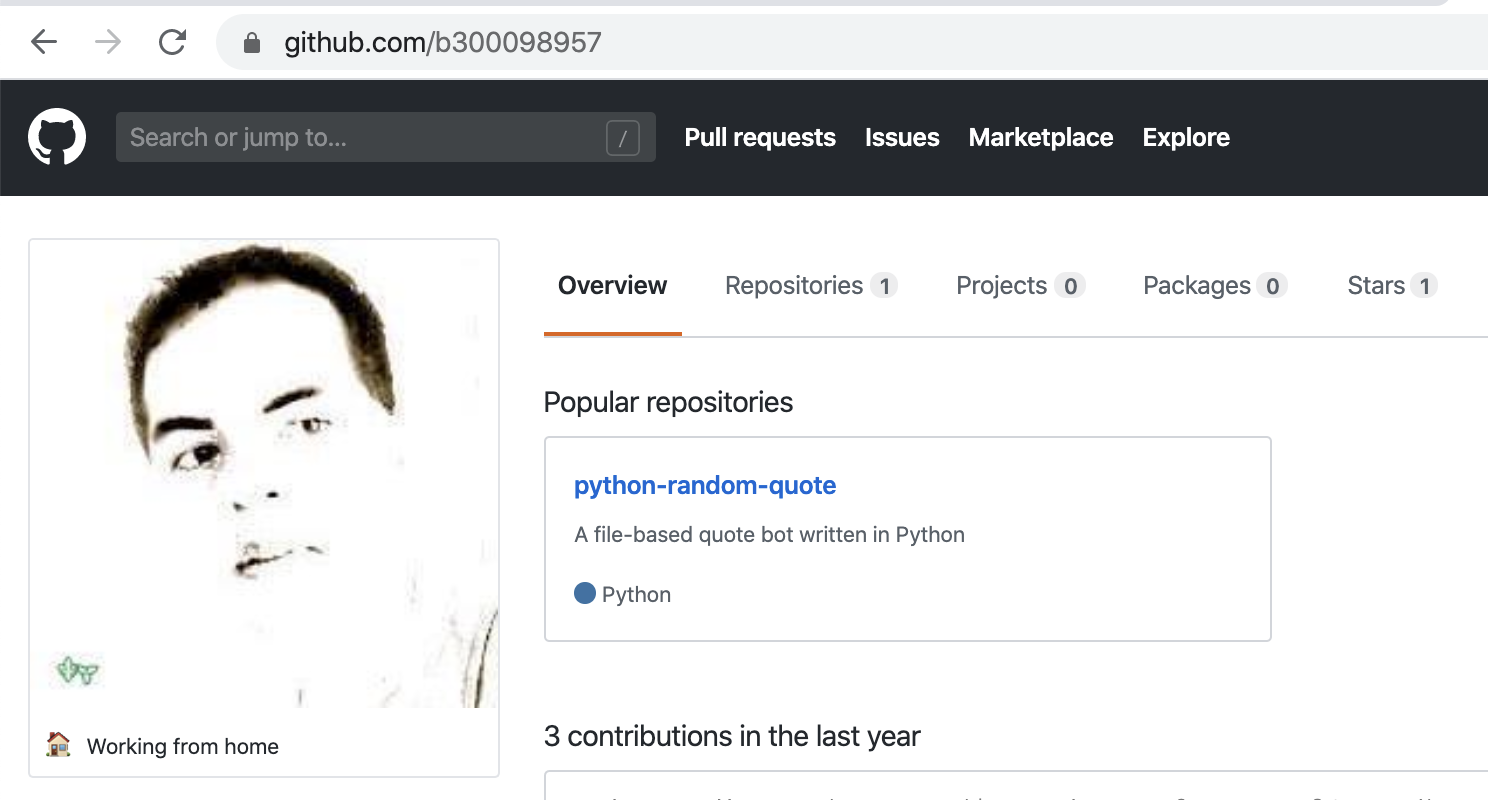 github.com/b300098957
Search or jump to... /
Pull requests Issues Marketplace Explore
Overview Repositories 1 Projects 0 Packages 0 Stars 1
Popular repositories
python-random-quote
A file-based quote bot written in Python
Python
3 contributions in the last year
Working from home